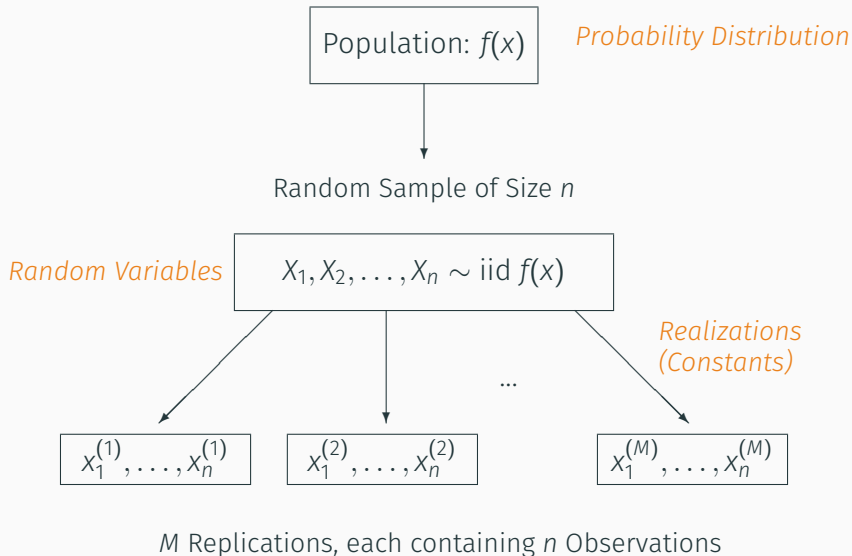 Population: f(x)
Probability Distribution
Random Sample of Size n
Random Variables
X₁, X₂, . . . , Xₙ ∼ iid f(x)
Realizations
(Constants)
...
x₁⁽¹⁾, . . . , xₙ⁽¹⁾
x₁⁽²⁾, . . . , xₙ⁽²⁾
x₁⁽ᴹ⁾, . . . , xₙ⁽ᴹ⁾
M Replications, each containing n Observations